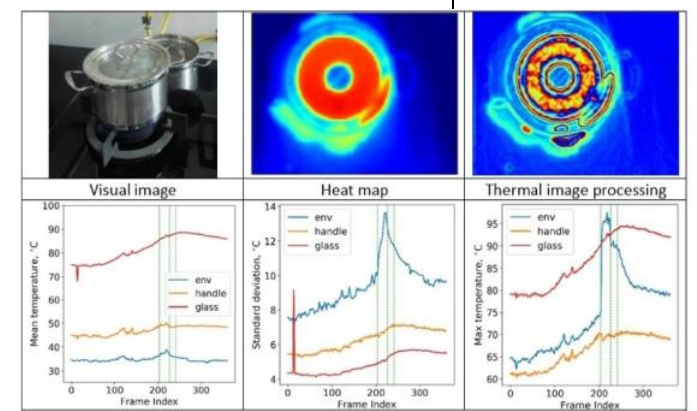 Visual image
Heat map
Thermal image processing
Mean temperature, °C
100
90
80
70
60
50
40
30
env
handle
glass
0
100
200
300
Frame Index
Standard deviation, °C
14
12
10
8
6
4
env
handle
glass
0
100
200
300
Frame Index
Max temperature, °C
95
90
85
80
75
70
65
60
env
handle
glass
0
100
200
300
Frame Index